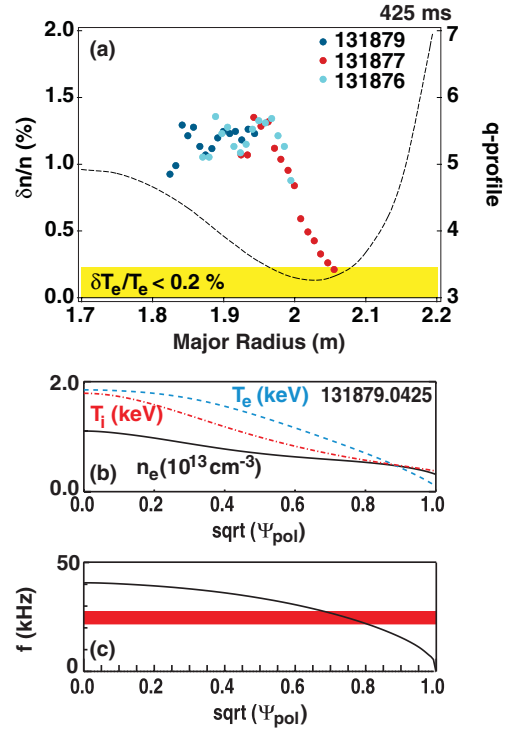 425 ms
2.0
(a)
131879
131877
131876
7
1.5
6
δn/n (%)
1.0
5
q-profile
0.5
4
δTe/Te < 0.2 %
0.0
3
1.7
1.8
1.9
2
2.1
2.2
Major Radius (m)
2.0
Te (keV)
131879.0425
Ti (keV)
(b)
ne(10^13 cm^-3)
0.0
0.0
0.2
0.4
0.6
0.8
1.0
sqrt (Ψpol)
50
f (kHz)
(c)
0
0.0
0.2
0.4
0.6
0.8
1.0
sqrt (Ψpol)